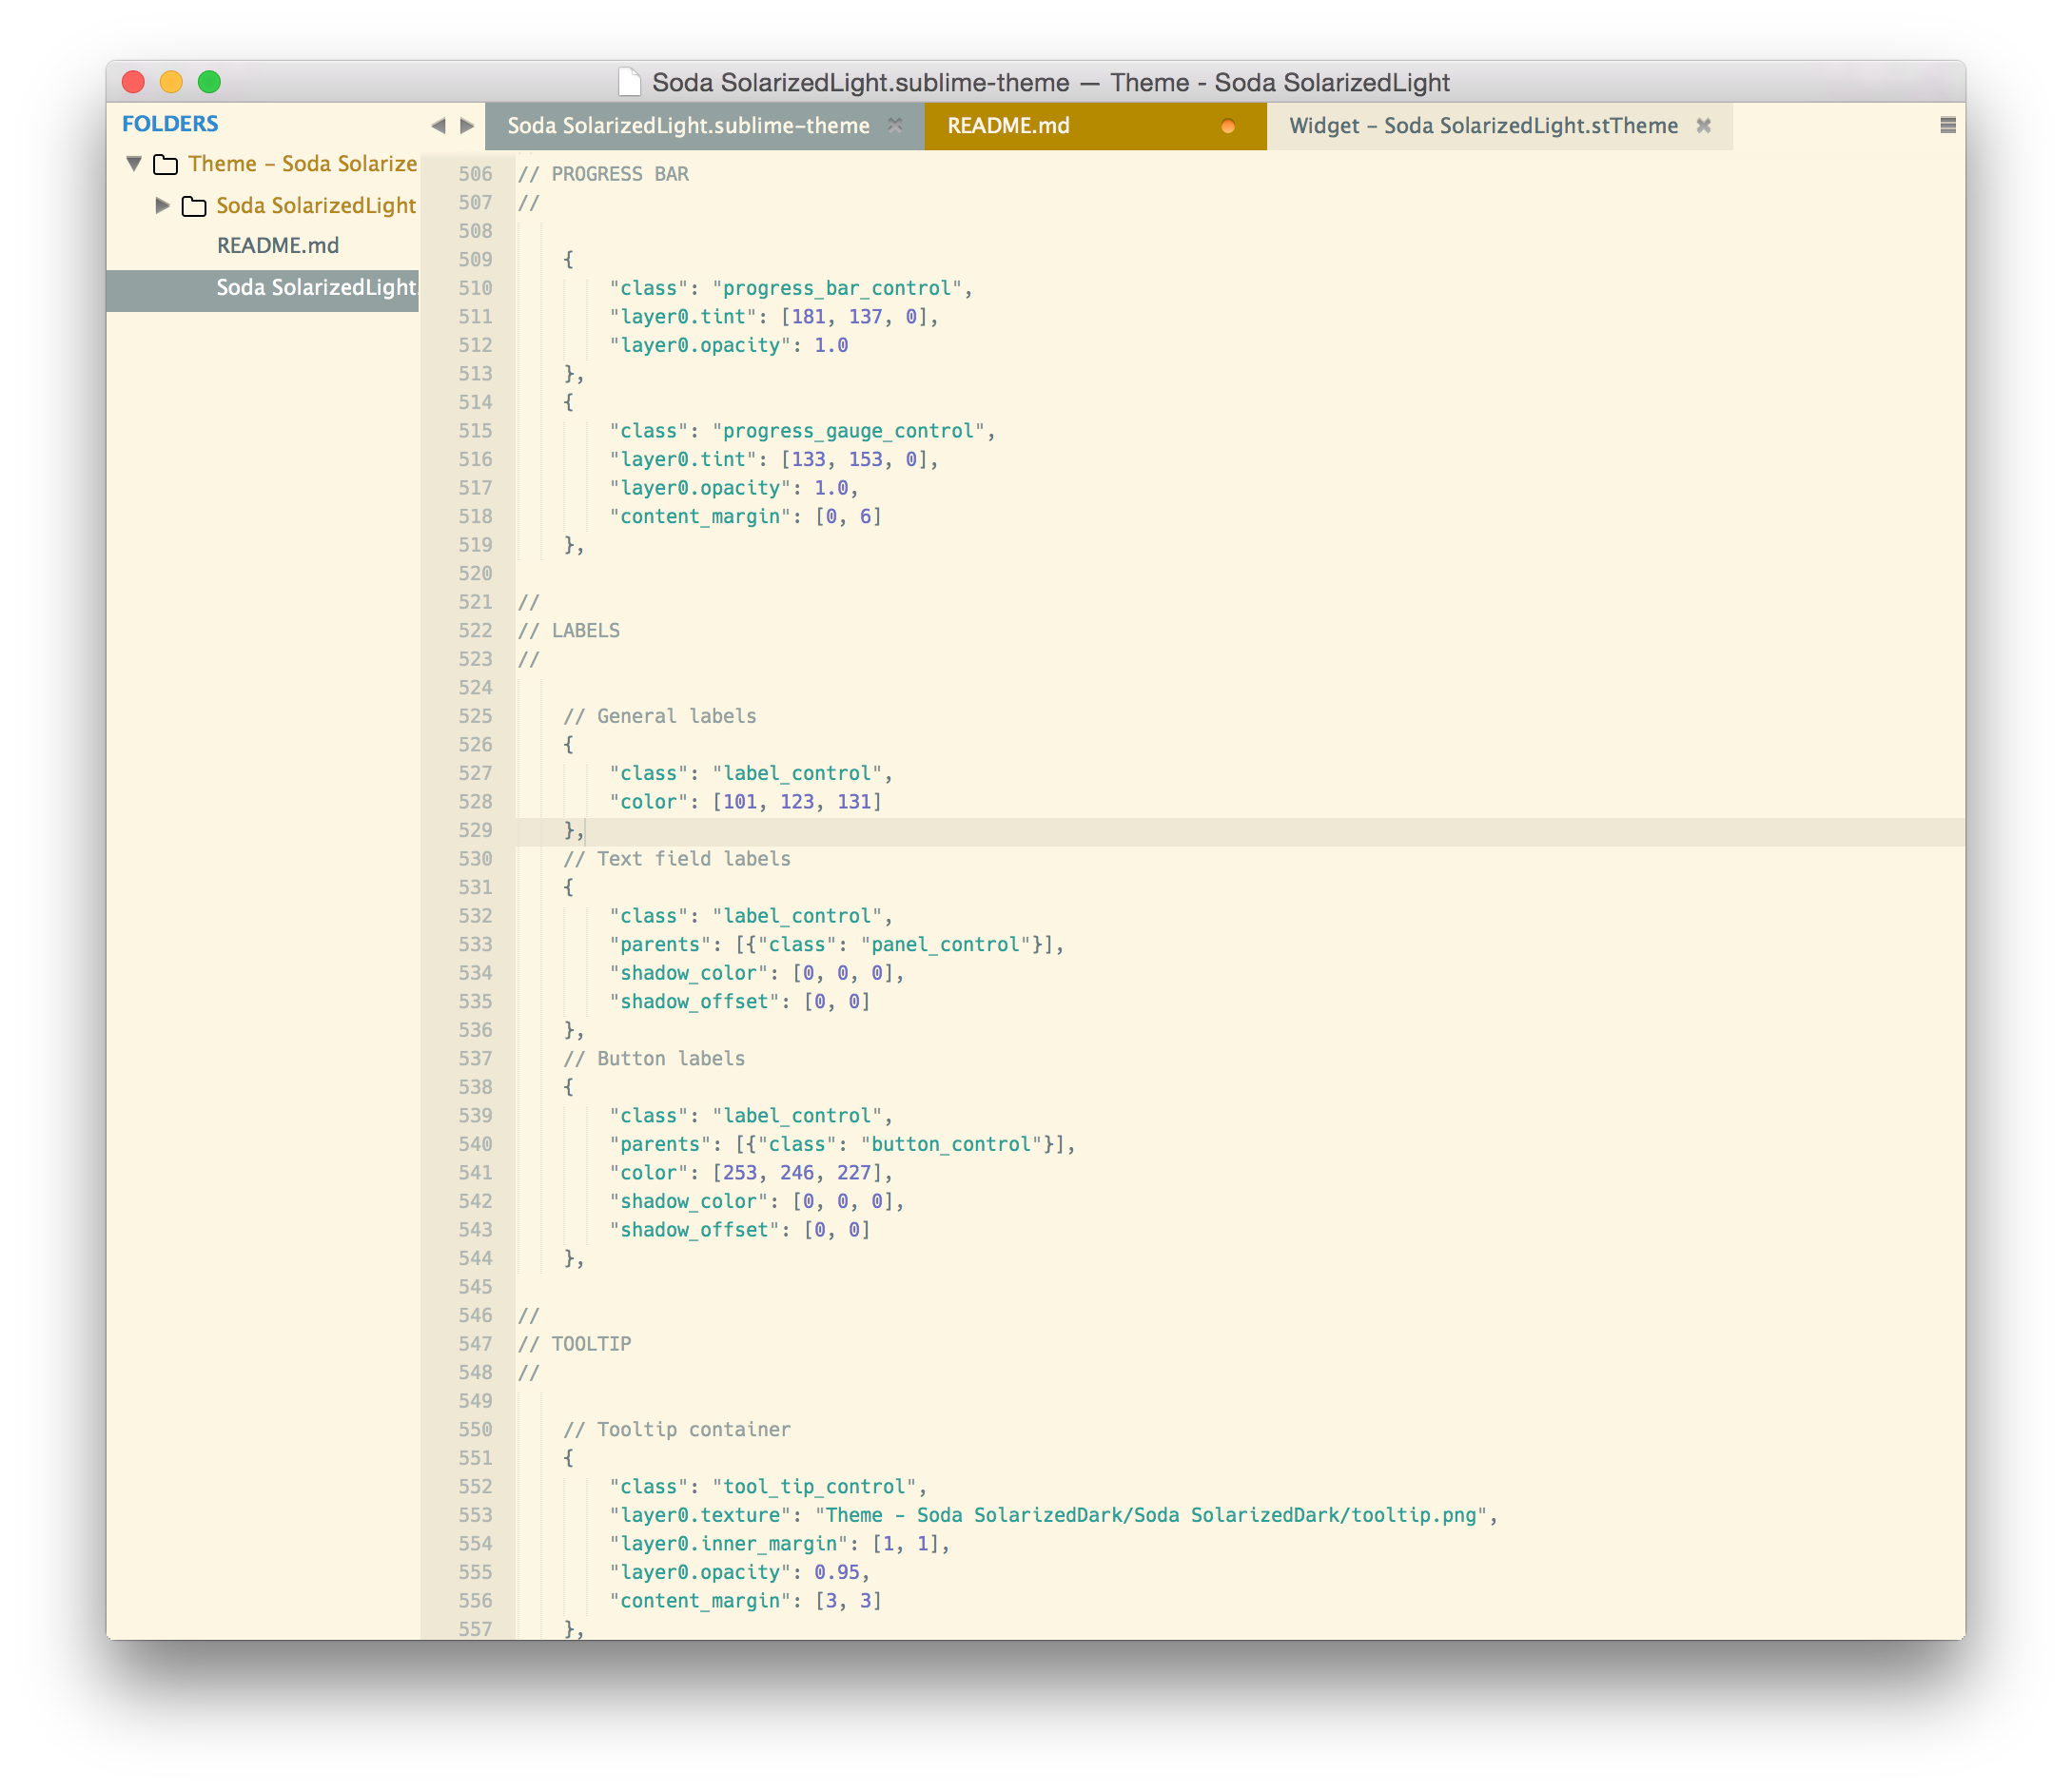 Soda SolarizedLight.sublime-theme — Theme - Soda SolarizedLight
FOLDERS
Theme - Soda Solarize
Soda SolarizedLight
README.md
Soda SolarizedLight.
Soda SolarizedLight.sublime-theme
README.md
Widget - Soda SolarizedLight.stTheme
506 // PROGRESS BAR
507 //
508
509     {
510         "class": "progress_bar_control",
511         "layer0.tint": [181, 137, 0],
512         "layer0.opacity": 1.0
513     },
514     {
515         "class": "progress_gauge_control",
516         "layer0.tint": [133, 153, 0],
517         "layer0.opacity": 1.0,
518         "content_margin": [0, 6]
519     },
520
521 //
522 // LABELS
523 //
524
525     // General labels
526     {
527         "class": "label_control",
528         "color": [101, 123, 131]
529     },
530     // Text field labels
531     {
532         "class": "label_control",
533         "parents": [{"class": "panel_control"}],
534         "shadow_color": [0, 0, 0],
535         "shadow_offset": [0, 0]
536     },
537     // Button labels
538     {
539         "class": "label_control",
540         "parents": [{"class": "button_control"}],
541         "color": [253, 246, 227],
542         "shadow_color": [0, 0, 0],
543         "shadow_offset": [0, 0]
544     },
545
546 //
547 // TOOLTIP
548 //
549
550     // Tooltip container
551     {
552         "class": "tool_tip_control",
553         "layer0.texture": "Theme - Soda SolarizedDark/Soda SolarizedDark/tooltip.png",
554         "layer0.inner_margin": [1, 1],
555         "layer0.opacity": 0.95,
556         "content_margin": [3, 3]
557     },